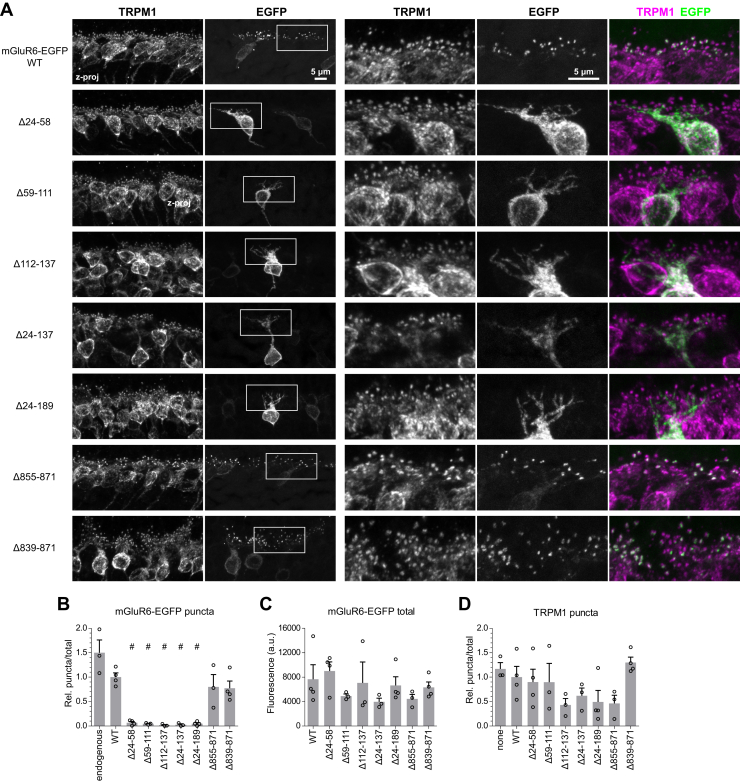 A
TRPM1 EGFP TRPM1 EGFP TRPM1 EGFP
mGluR6-EGFP
WT
z-proj
5 µm
5 µm
Δ24-58
Δ59-111
z-proj
Δ112-137
Δ24-137
Δ24-189
Δ855-871
Δ839-871
B
mGluR6-EGFP puncta
Rel. puncta/total
2.0
1.5
1.0
0.5
0.0
# # # # #
endogenous
WT
Δ24-58
Δ59-111
Δ112-137
Δ24-137
Δ24-189
Δ855-871
Δ839-871
C
mGluR6-EGFP total
Fluorescence (a.u.)
16000
12000
8000
4000
0
WT
Δ24-58
Δ59-111
Δ112-137
Δ24-137
Δ24-189
Δ855-871
Δ839-871
D
TRPM1 puncta
Rel. puncta/total
2.0
1.5
1.0
0.5
0.0
none
WT
Δ24-58
Δ59-111
Δ112-137
Δ24-137
Δ24-189
Δ855-871
Δ839-871